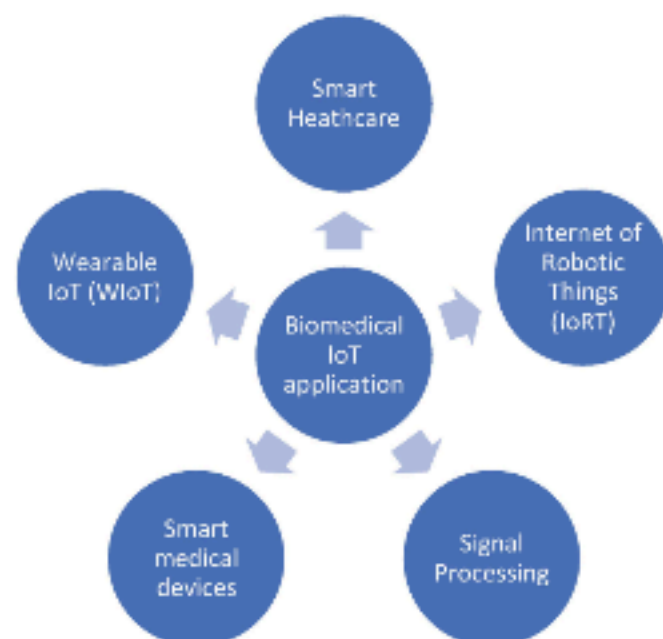 Smart
Heathcare
Internet of
Robotic
Things
(IoRT)
Wearable
IoT (WIoT)
Biomedical
IoT
application
Smart
medical
devices
Signal
Processing